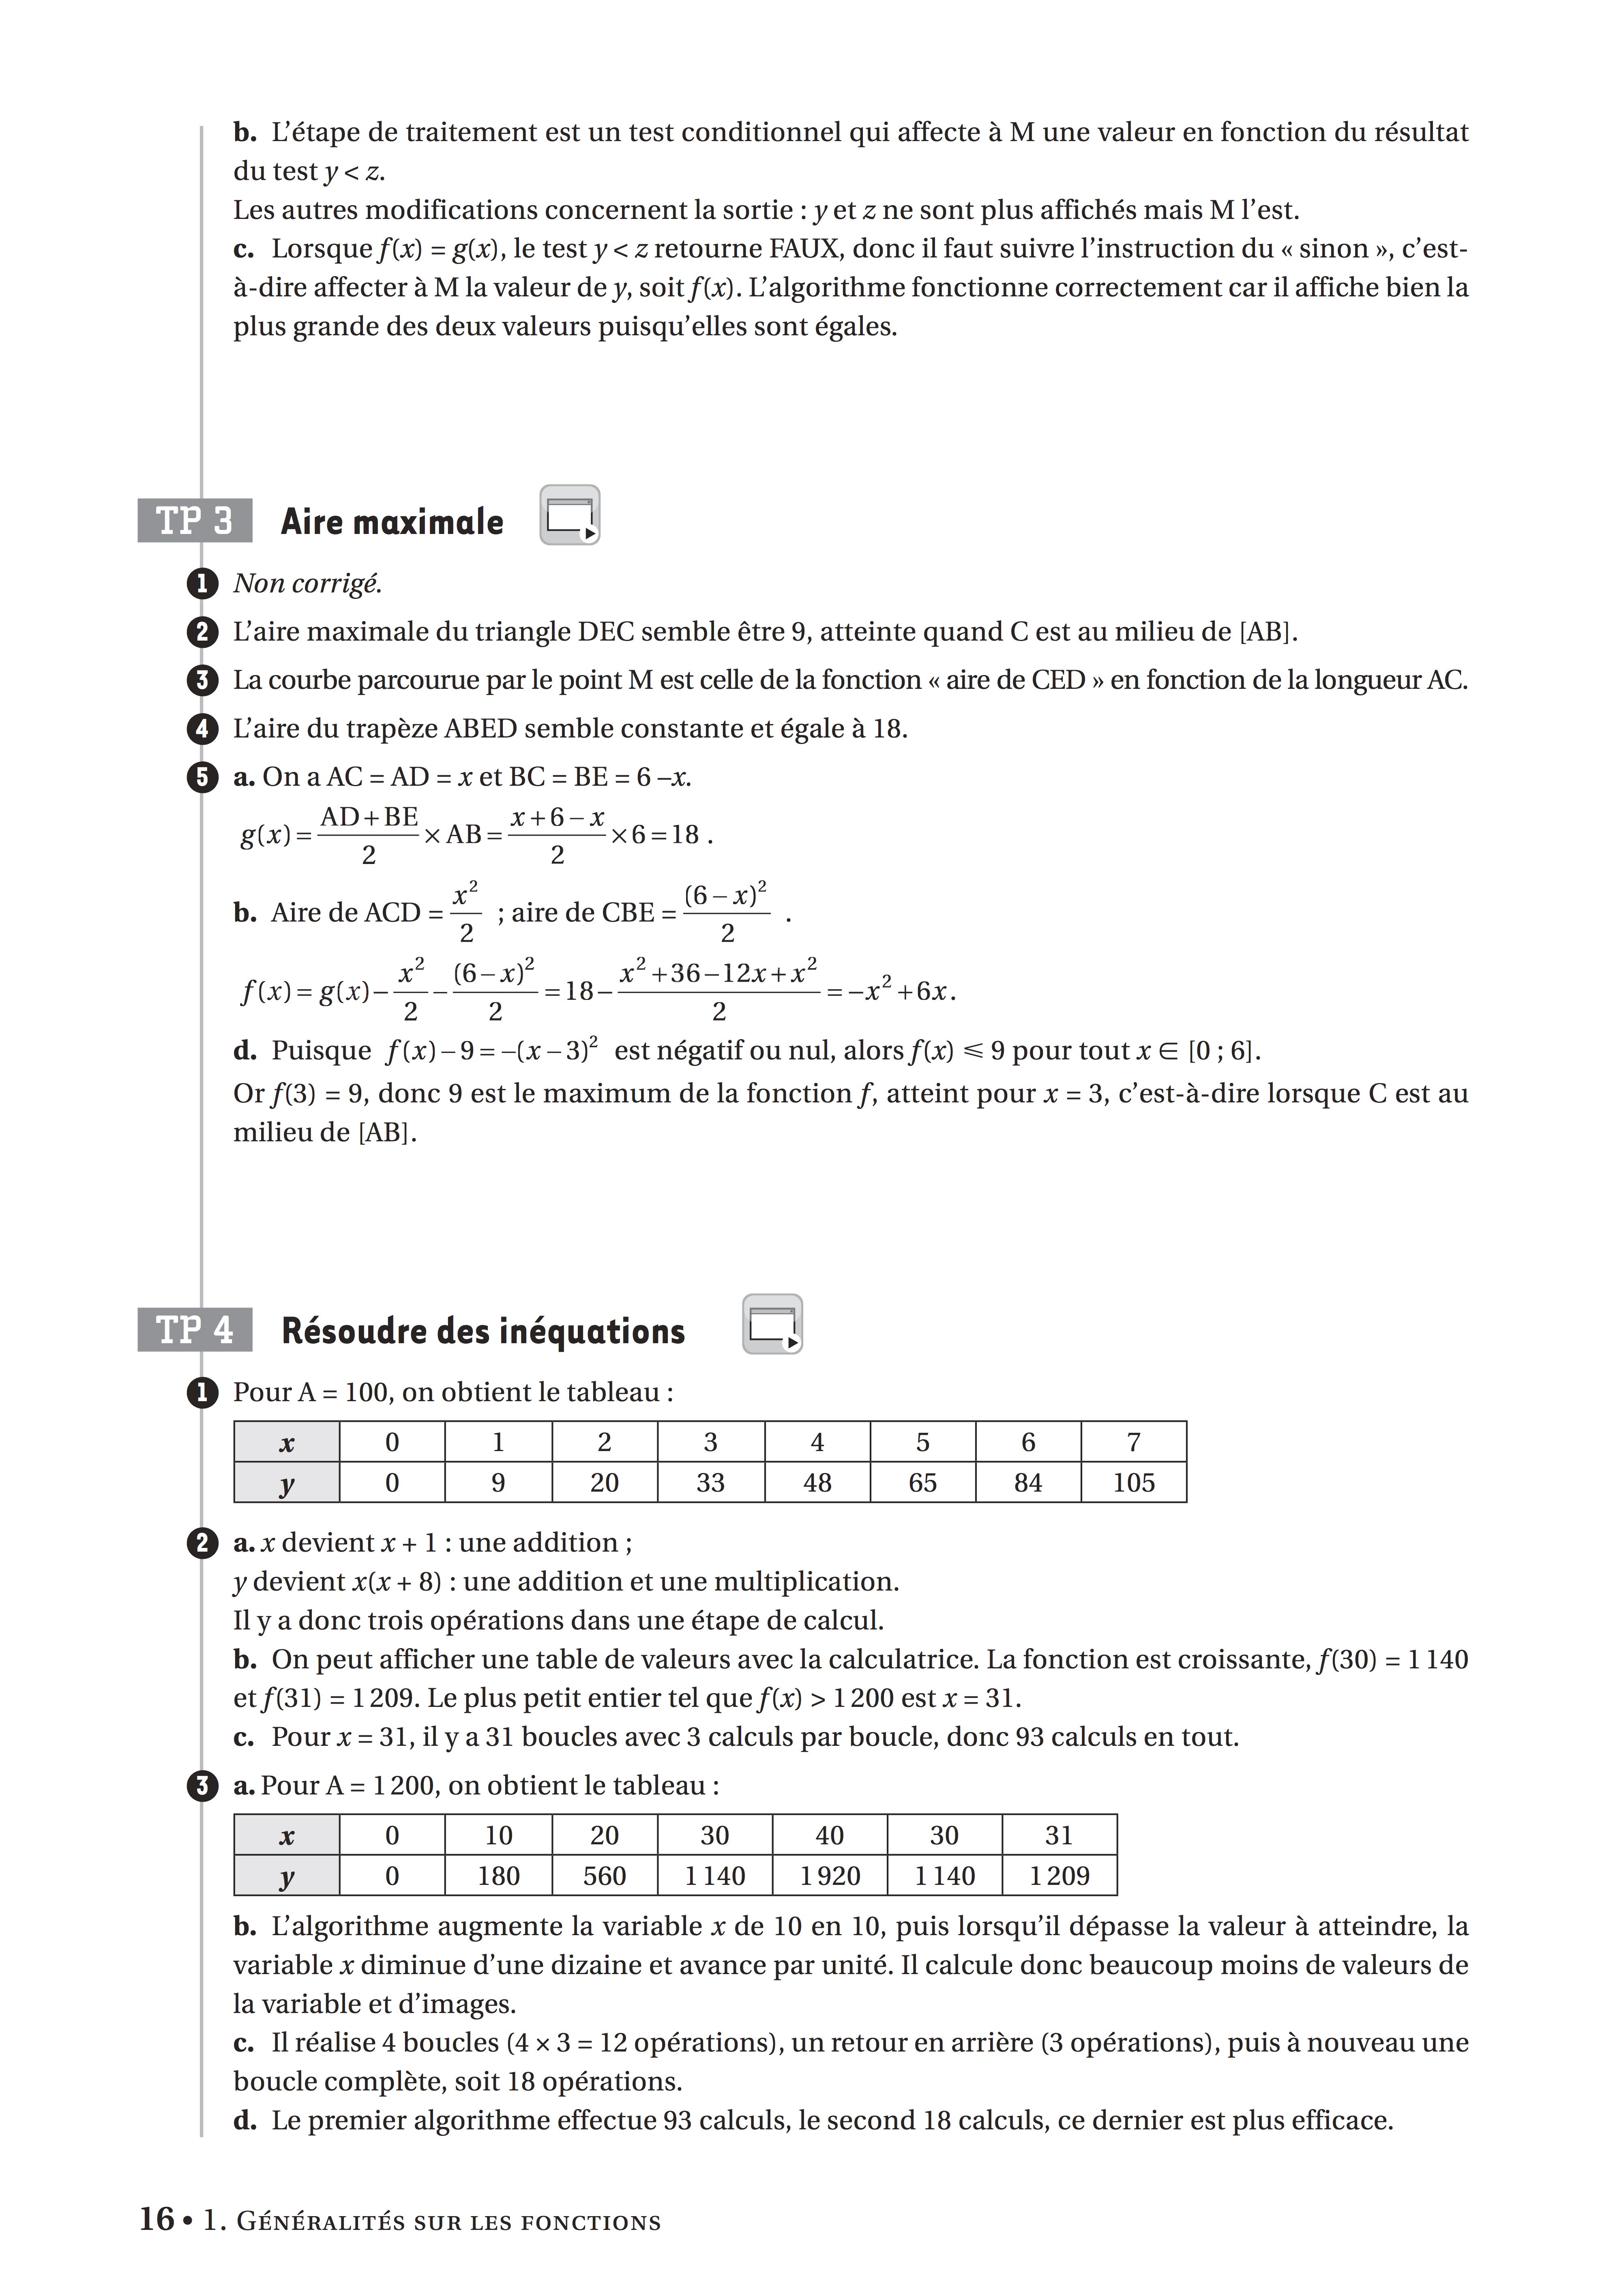 b. L’étape de traitement est un test conditionnel qui affecte à M une valeur en fonction du résultat
du test y < z.
Les autres modifications concernent la sortie : y et z ne sont plus affichés mais M l’est.
c. Lorsque f(x) = g(x), le test y < z retourne FAUX, donc il faut suivre l’instruction du « sinon », c’est-
à-dire affecter à M la valeur de y, soit f(x). L’algorithme fonctionne correctement car il affiche bien la
plus grande des deux valeurs puisqu’elles sont égales.
TP 3 Aire maximale
1 Non corrigé.
2 L’aire maximale du triangle DEC semble être 9, atteinte quand C est au milieu de [AB].
3 La courbe parcourue par le point M est celle de la fonction « aire de CED » en fonction de la longueur AC.
4 L’aire du trapèze ABED semble constante et égale à 18.
5 a. On a AC = AD = x et BC = BE = 6 –x.
g(x) = (AD + BE)/2 × AB = (x + 6 – x)/2 × 6 = 18 .
b. Aire de ACD = x²/2 ; aire de CBE = (6 – x)²/2 .
f(x) = g(x) – x²/2 – (6 – x)²/2 = 18 – (x² + 36 – 12x + x²)/2 = –x² + 6x.
d. Puisque f(x) – 9 = –(x – 3)² est négatif ou nul, alors f(x) ⩽ 9 pour tout x ∈ [0 ; 6].
Or f(3) = 9, donc 9 est le maximum de la fonction f, atteint pour x = 3, c’est-à-dire lorsque C est au
milieu de [AB].
TP 4 Résoudre des inéquations
1 Pour A = 100, on obtient le tableau :
x 0 1 2 3 4 5 6 7
y 0 9 20 33 48 65 84 105
2 a. x devient x + 1 : une addition ;
y devient x(x + 8) : une addition et une multiplication.
Il y a donc trois opérations dans une étape de calcul.
b. On peut afficher une table de valeurs avec la calculatrice. La fonction est croissante, f(30) = 1 140
et f(31) = 1 209. Le plus petit entier tel que f(x) > 1 200 est x = 31.
c. Pour x = 31, il y a 31 boucles avec 3 calculs par boucle, donc 93 calculs en tout.
3 a. Pour A = 1 200, on obtient le tableau :
x 0 10 20 30 40 30 31
y 0 180 560 1 140 1 920 1 140 1 209
b. L’algorithme augmente la variable x de 10 en 10, puis lorsqu’il dépasse la valeur à atteindre, la
variable x diminue d’une dizaine et avance par unité. Il calcule donc beaucoup moins de valeurs de
la variable et d’images.
c. Il réalise 4 boucles (4 × 3 = 12 opérations), un retour en arrière (3 opérations), puis à nouveau une
boucle complète, soit 18 opérations.
d. Le premier algorithme effectue 93 calculs, le second 18 calculs, ce dernier est plus efficace.
16 • 1. Généralités sur les fonctions